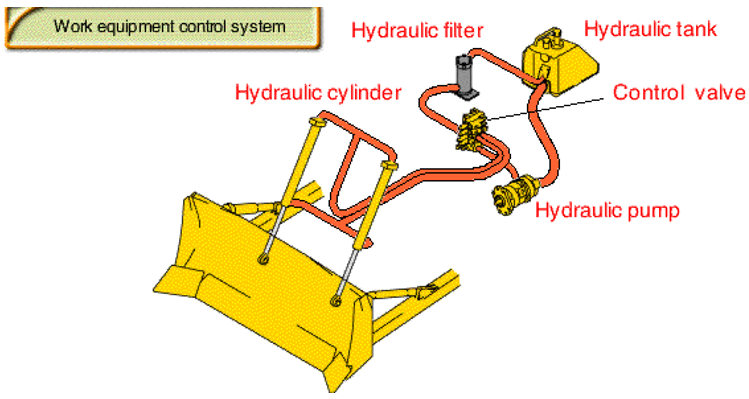 Work equipment control system
Hydraulic filter
Hydraulic tank
Hydraulic cylinder
Control valve
Hydraulic pump